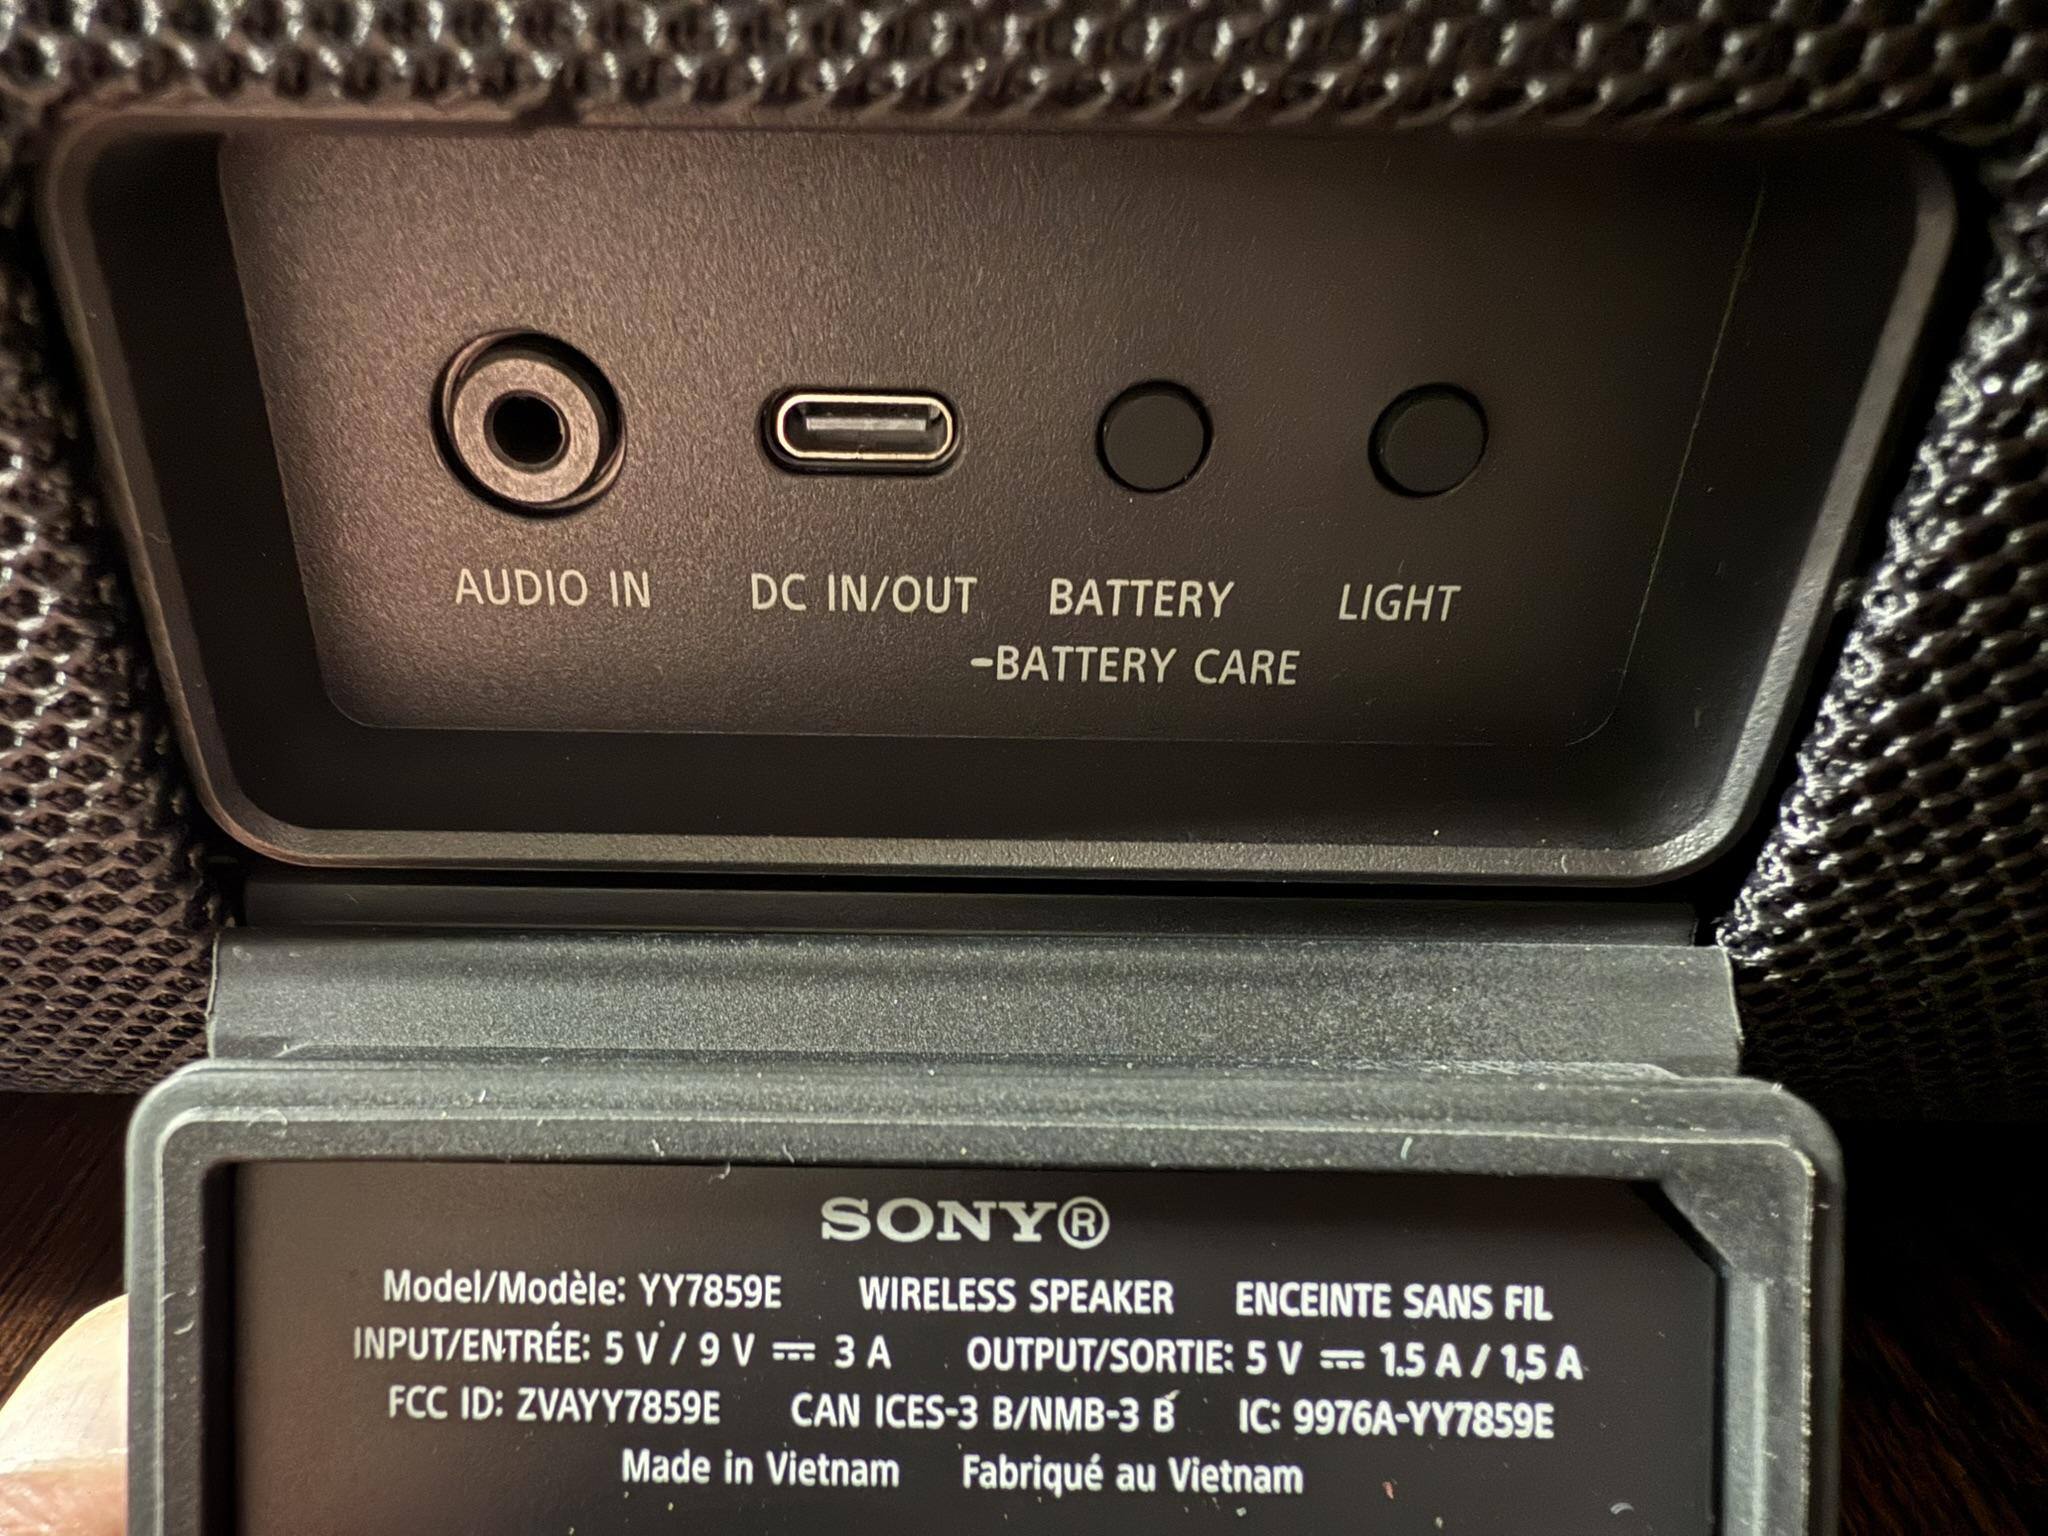 AUDIO IN DC IN/OUT BATTERY LIGHT
-BATTERY CARE
SONY®
Model/Modèle: YY7859E WIRELESS SPEAKER ENCEINTE SANS FIL
INPUT/ENTRÉE: 5 V / 9 V ⎓ 3 A OUTPUT/SORTIE: 5 V ⎓ 1.5 A / 1,5 A
FCC ID: ZVAYY7859E CAN ICES-3 B/NMB-3 B IC: 9976A-YY7859E
Made in Vietnam Fabriqué au Vietnam